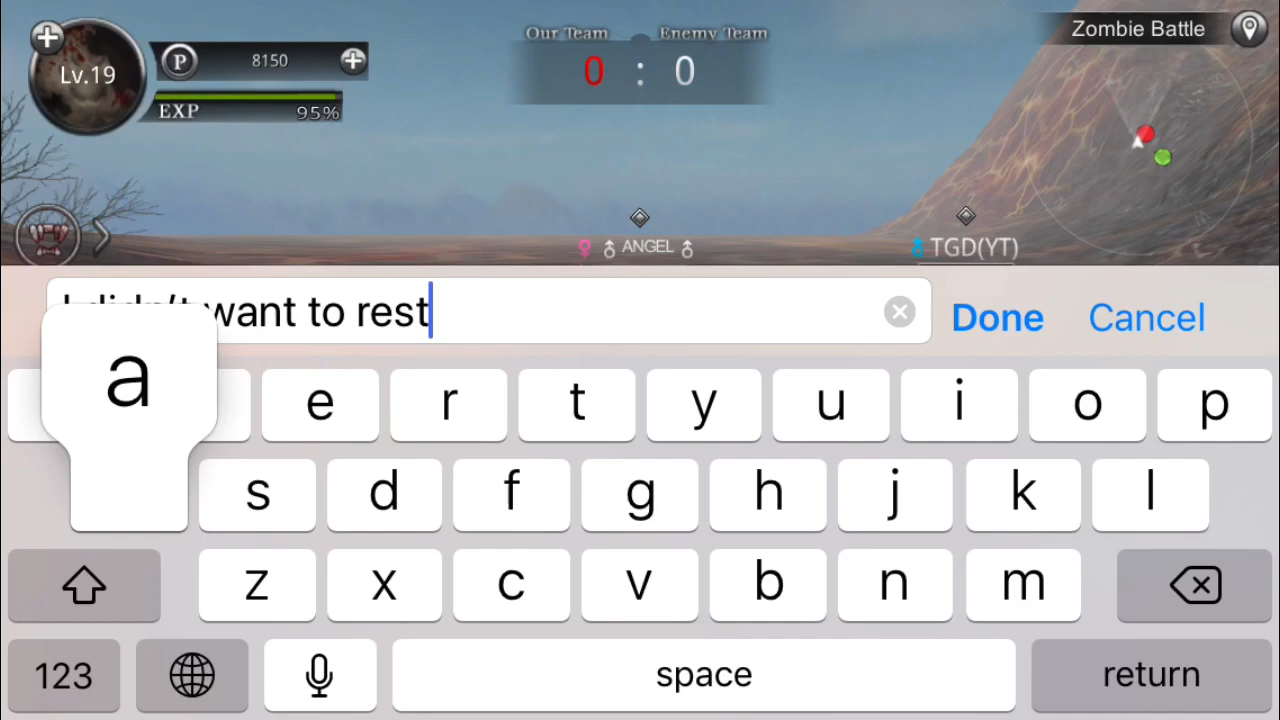 Zombie Battle
Our Team Enemy Team
0 : 0
Lv.19
P 8150
EXP 95%
ANGEL
TGD(YT)
I didn't want to rest
Done Cancel
a
e r t y u i o p
s d f g h j k l
z x c v b n m
123 space return